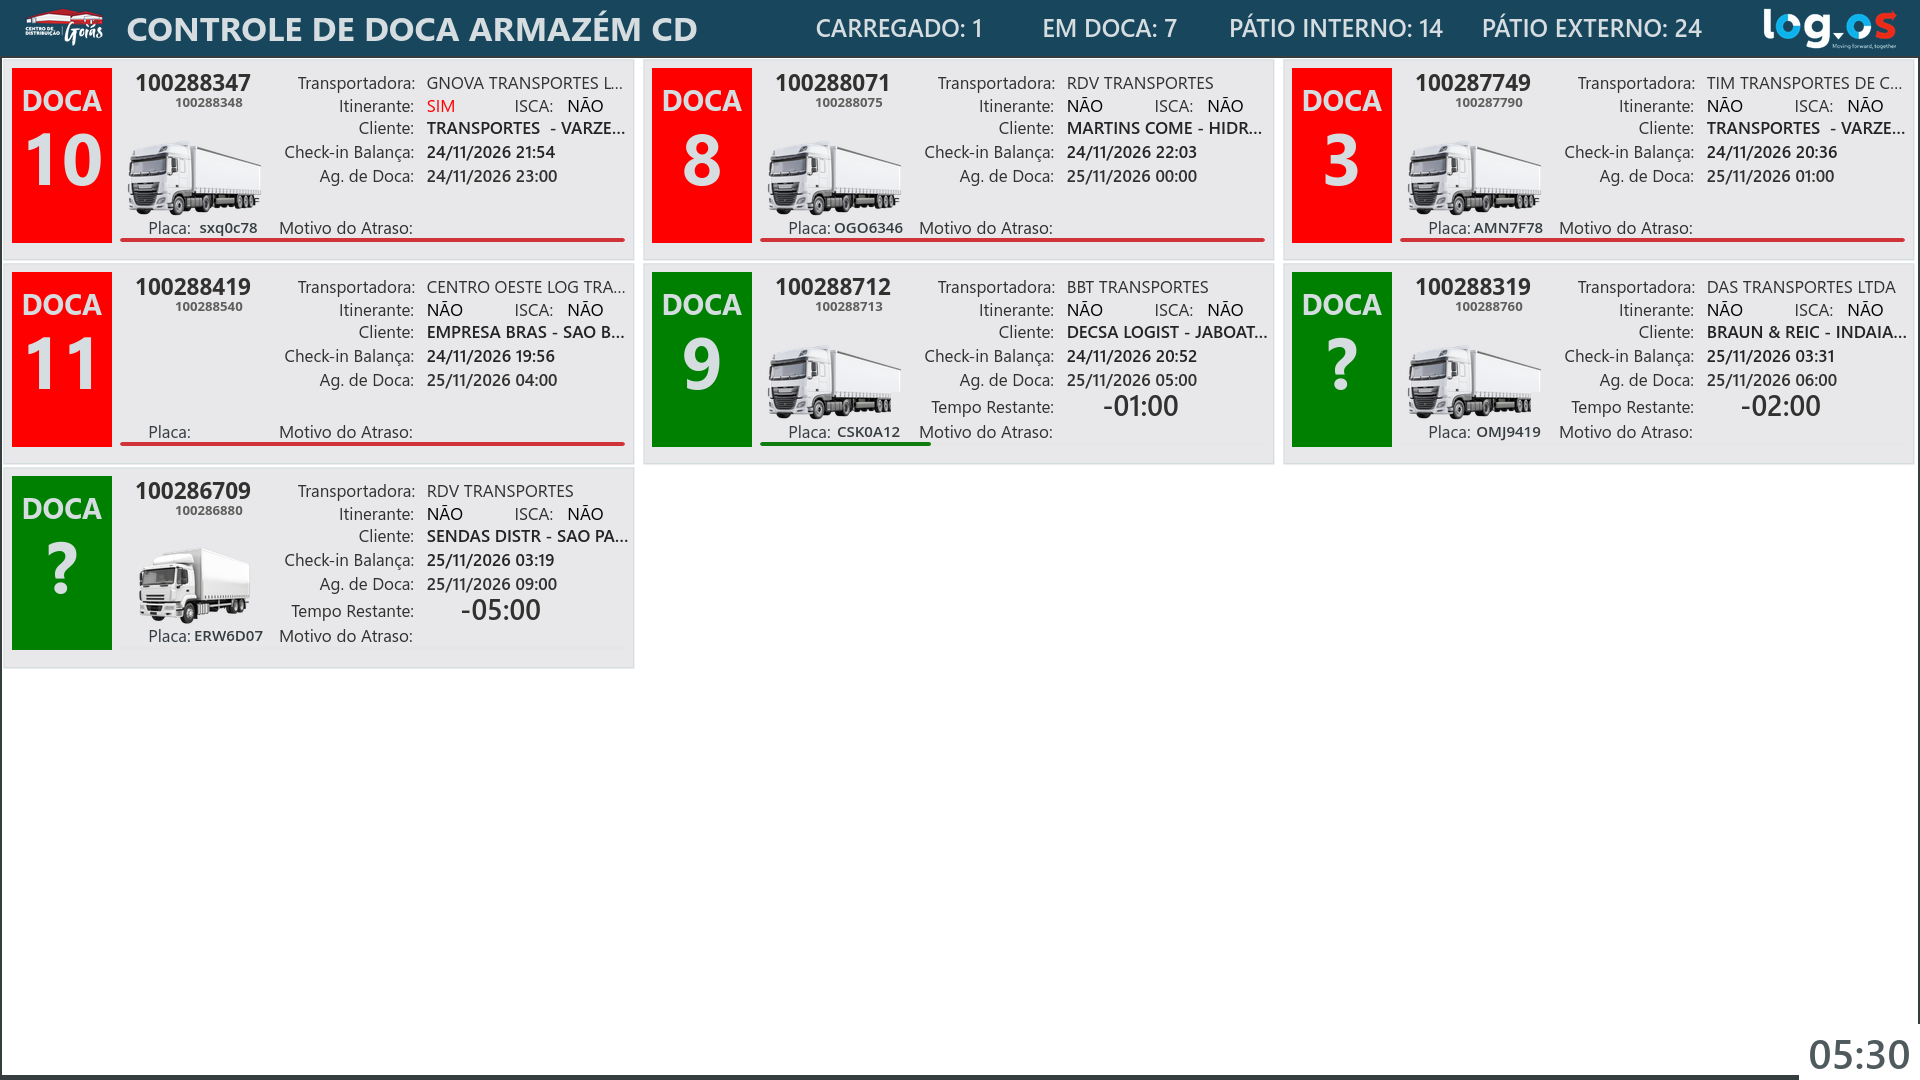 CENTRO DE DISTRIBUIÇÃO Goiás
CONTROLE DE DOCA ARMAZÉM CD
CARREGADO: 1
EM DOCA: 7
PÁTIO INTERNO: 14
PÁTIO EXTERNO: 24
log.os
Moving forward, together
DOCA
10
100288347
100288348
Placa: sxq0c78
Transportadora: GNOVA TRANSPORTES L...
Itinerante: SIM ISCA: NÃO
Cliente: TRANSPORTES - VARZE...
Check-in Balança: 24/11/2026 21:54
Ag. de Doca: 24/11/2026 23:00
Motivo do Atraso:
DOCA
8
100288071
100288075
Placa: OGO6346
Transportadora: RDV TRANSPORTES
Itinerante: NÃO ISCA: NÃO
Cliente: MARTINS COME - HIDR...
Check-in Balança: 24/11/2026 22:03
Ag. de Doca: 25/11/2026 00:00
Motivo do Atraso:
DOCA
3
100287749
100287790
Placa: AMN7F78
Transportadora: TIM TRANSPORTES DE C...
Itinerante: NÃO ISCA: NÃO
Cliente: TRANSPORTES - VARZE...
Check-in Balança: 24/11/2026 20:36
Ag. de Doca: 25/11/2026 01:00
Motivo do Atraso:
DOCA
11
100288419
100288540
Placa:
Transportadora: CENTRO OESTE LOG TRA...
Itinerante: NÃO ISCA: NÃO
Cliente: EMPRESA BRAS - SAO B...
Check-in Balança: 24/11/2026 19:56
Ag. de Doca: 25/11/2026 04:00
Motivo do Atraso:
DOCA
9
100288712
100288713
Placa: CSK0A12
Transportadora: BBT TRANSPORTES
Itinerante: NÃO ISCA: NÃO
Cliente: DECSA LOGIST - JABOAT...
Check-in Balança: 24/11/2026 20:52
Ag. de Doca: 25/11/2026 05:00
Tempo Restante: -01:00
Motivo do Atraso:
DOCA
?
100288319
100288760
Placa: OMJ9419
Transportadora: DAS TRANSPORTES LTDA
Itinerante: NÃO ISCA: NÃO
Cliente: BRAUN & REIC - INDAIA...
Check-in Balança: 25/11/2026 03:31
Ag. de Doca: 25/11/2026 06:00
Tempo Restante: -02:00
Motivo do Atraso:
DOCA
?
100286709
100286880
Placa: ERW6D07
Transportadora: RDV TRANSPORTES
Itinerante: NÃO ISCA: NÃO
Cliente: SENDAS DISTR - SAO PA...
Check-in Balança: 25/11/2026 03:19
Ag. de Doca: 25/11/2026 09:00
Tempo Restante: -05:00
Motivo do Atraso:
05:30